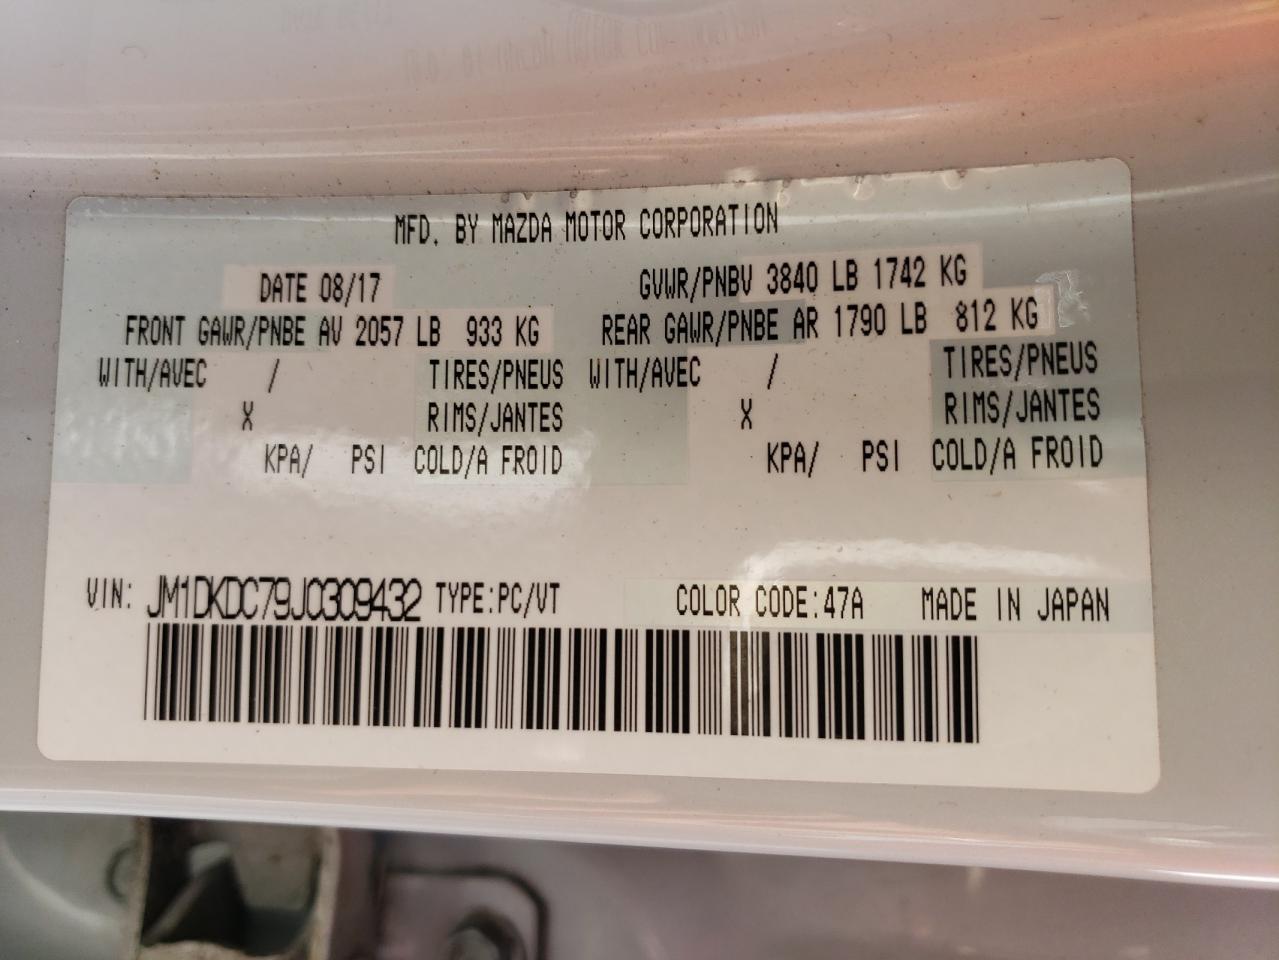 MFD. BY MAZDA MOTOR CORPORATION
DATE 08/17 GVWR/PNBV 3840 LB 1742 KG
FRONT GAWR/PNBE AV 2057 LB 933 KG REAR GAWR/PNBE AR 1790 LB 812 KG
WITH/AVEC / TIRES/PNEUS WITH/AVEC / TIRES/PNEUS
X RIMS/JANTES X RIMS/JANTES
KPA/ PSI COLD/A FROID KPA/ PSI COLD/A FROID
VIN: JM1DKDC79J0309432 TYPE:PC/VT COLOR CODE:47A MADE IN JAPAN